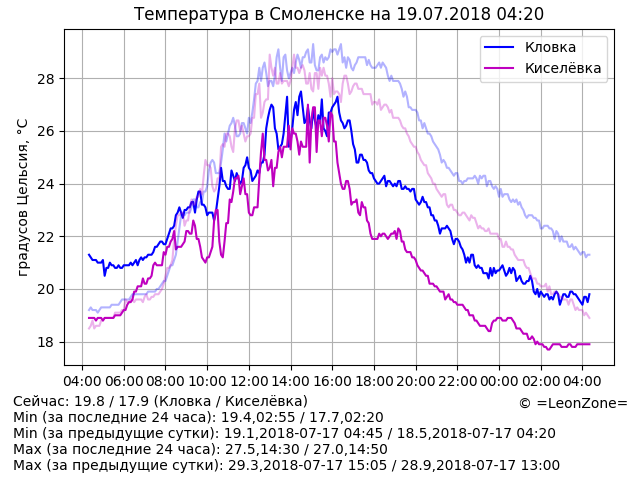 Температура в Смоленске на 19.07.2018 04:20
Кловка
Киселёвка
градусов Цельсия, °C
28
26
24
22
20
18
04:00 06:00 08:00 10:00 12:00 14:00 16:00 18:00 20:00 22:00 00:00 02:00 04:00
Сейчас: 19.8 / 17.9 (Кловка / Киселёвка)
© =LeonZone=
Min (за последние 24 часа): 19.4,02:55 / 17.7,02:20
Min (за предыдущие сутки): 19.1,2018-07-17 04:45 / 18.5,2018-07-17 04:20
Max (за последние 24 часа): 27.5,14:30 / 27.0,14:50
Max (за предыдущие сутки): 29.3,2018-07-17 15:05 / 28.9,2018-07-17 13:00